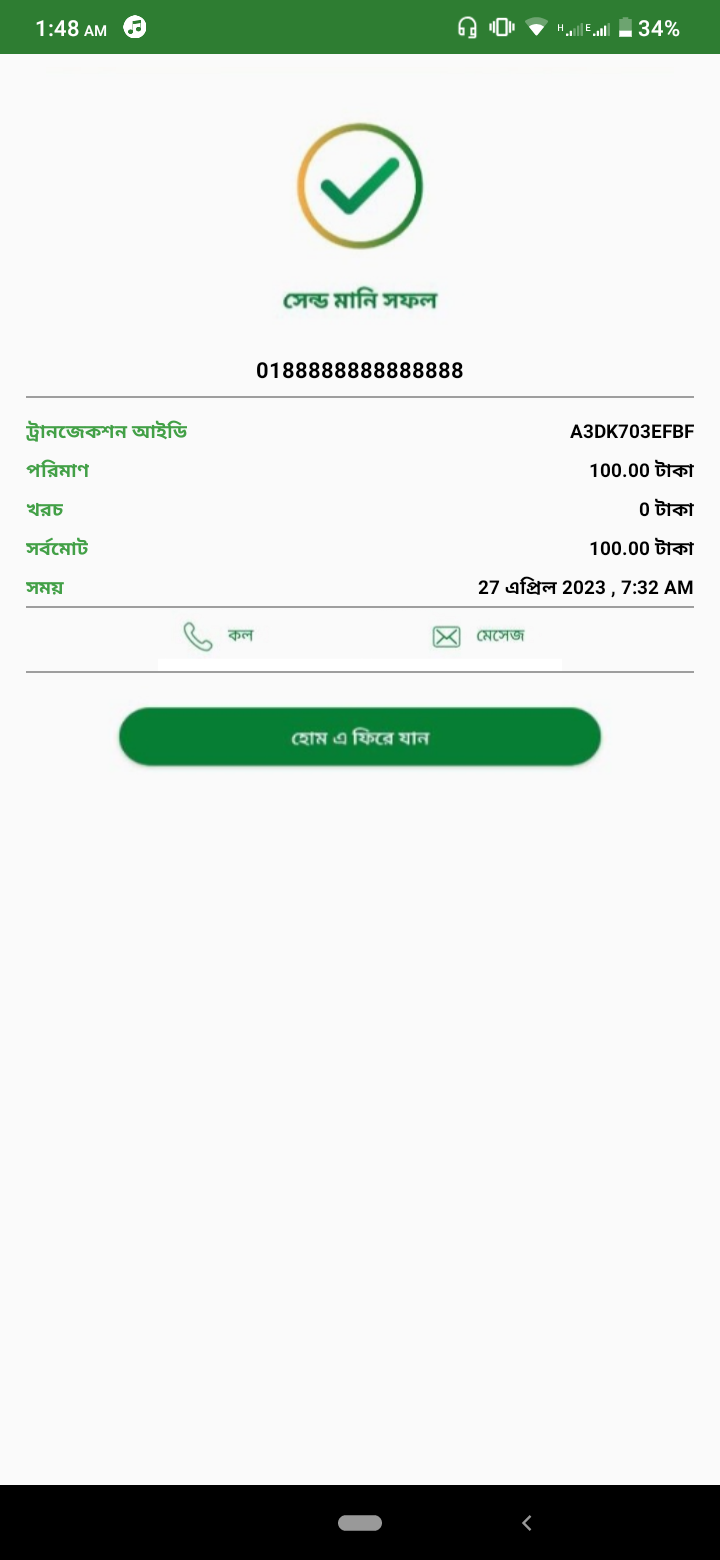 1:48 AM H E 34%
সেন্ড মানি সফল
0188888888888888
ট্রানজেকশন আইডি A3DK703EFBF
পরিমাণ 100.00 টাকা
খরচ 0 টাকা
সর্বমোট 100.00 টাকা
সময় 27 এপ্রিল 2023 , 7:32 AM
কল মেসেজ
হোম এ ফিরে যান